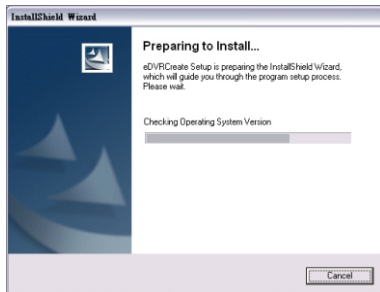 InstallShield Wizard
Preparing to Install...
eDVRCreate Setup is preparing the InstallShield Wizard,
which will guide you through the program setup process.
Please wait.
Checking Operating System Version
Cancel